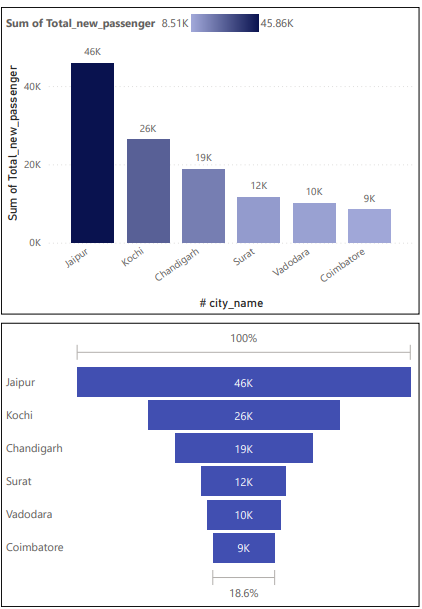 Sum of Total_new_passenger 8.51K 45.86K
Sum of Total_new_passenger
40K
20K
0K
46K
26K
19K
12K
10K
9K
Jaipur
Kochi
Chandigarh
Surat
Vadodara
Coimbatore
# city_name
100%
Jaipur 46K
Kochi 26K
Chandigarh 19K
Surat 12K
Vadodara 10K
Coimbatore 9K
18.6%